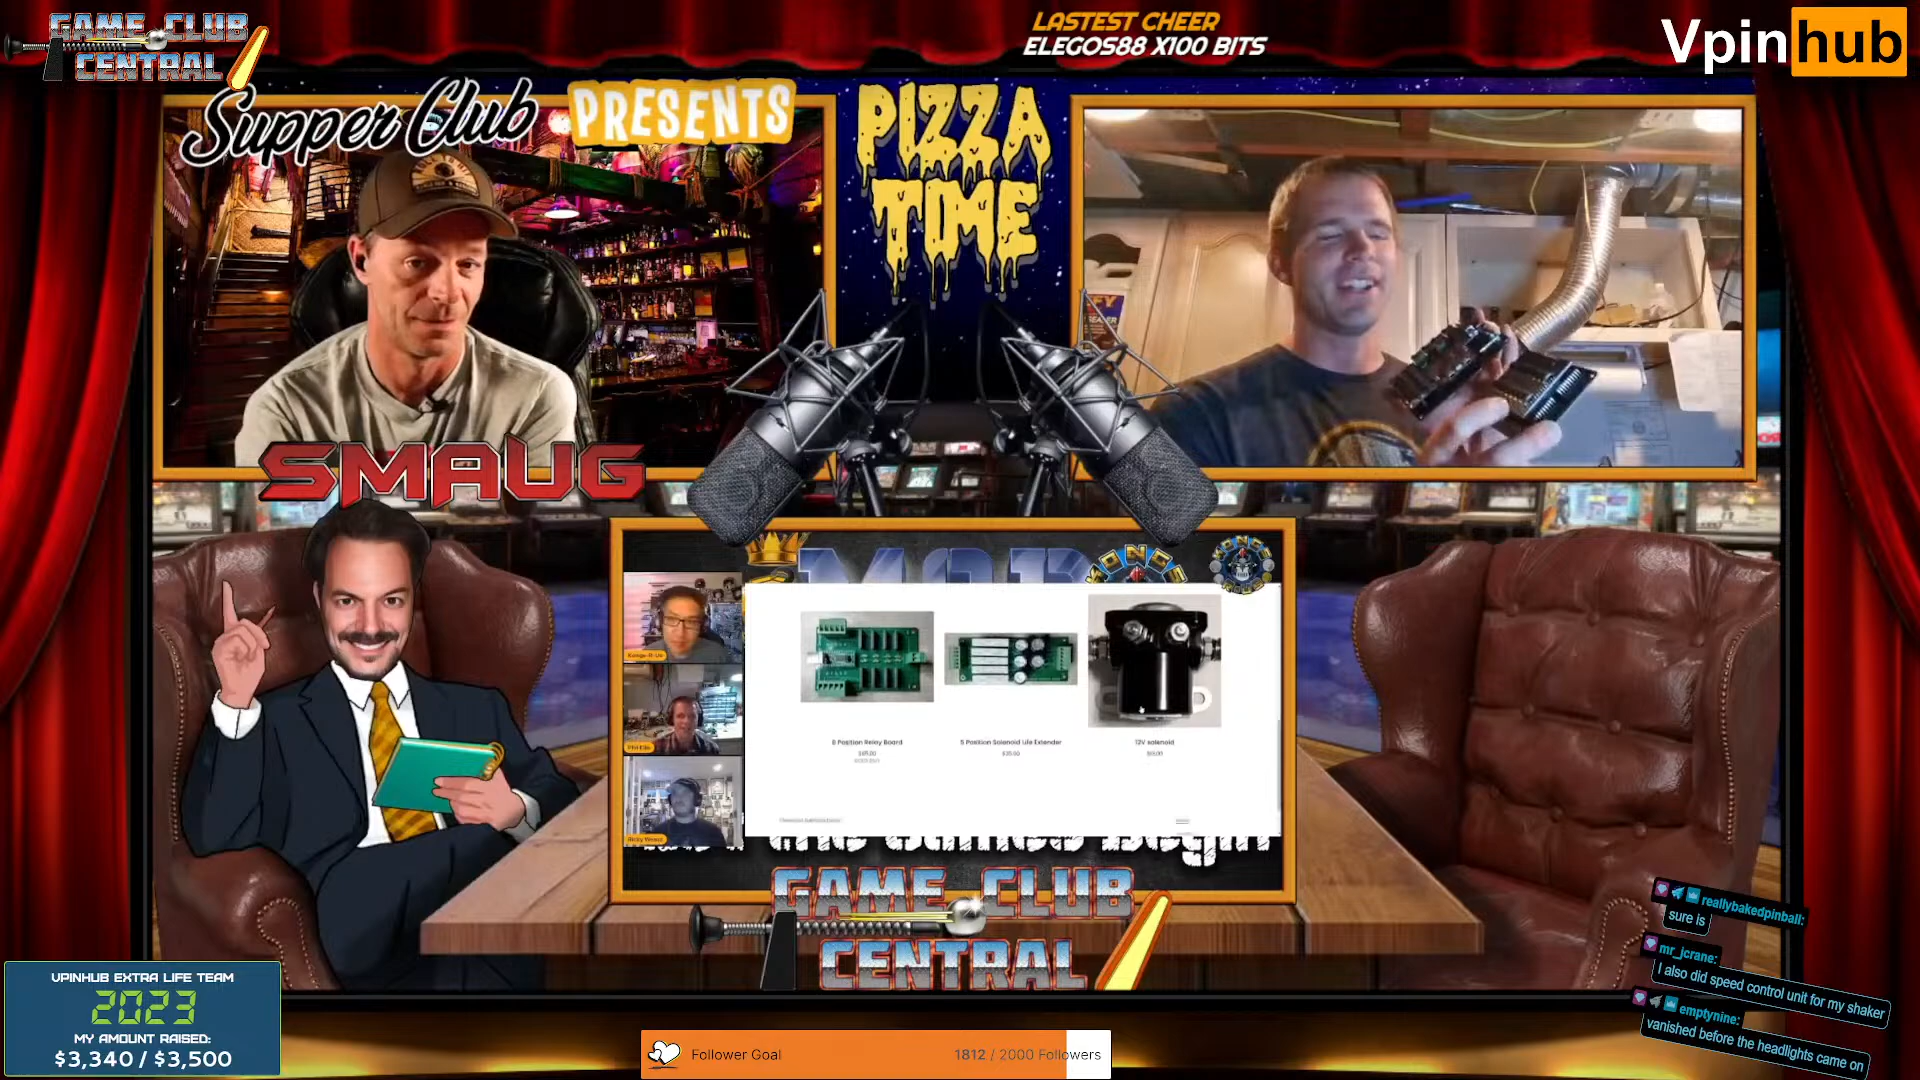 GAME CLUB
CENTRAL
LASTEST CHEER
ELEGOS88 X100 BITS
Vpinhub
Supper Club PRESENTS
PIZZA
TIME
SMAUG
8 Position Relay Board
5 Position Solenoid Life Extender
12V solenoid
GAME CLUB
CENTRAL
reallybakedpinball:
sure is
mr_jcrane:
I also did speed control unit for my shaker
emptynine:
vanished before the headlights came on
VPINHUB EXTRA LIFE TEAM
2023
MY AMOUNT RAISED:
$3,340 / $3,500
Follower Goal 1812 / 2000 Followers